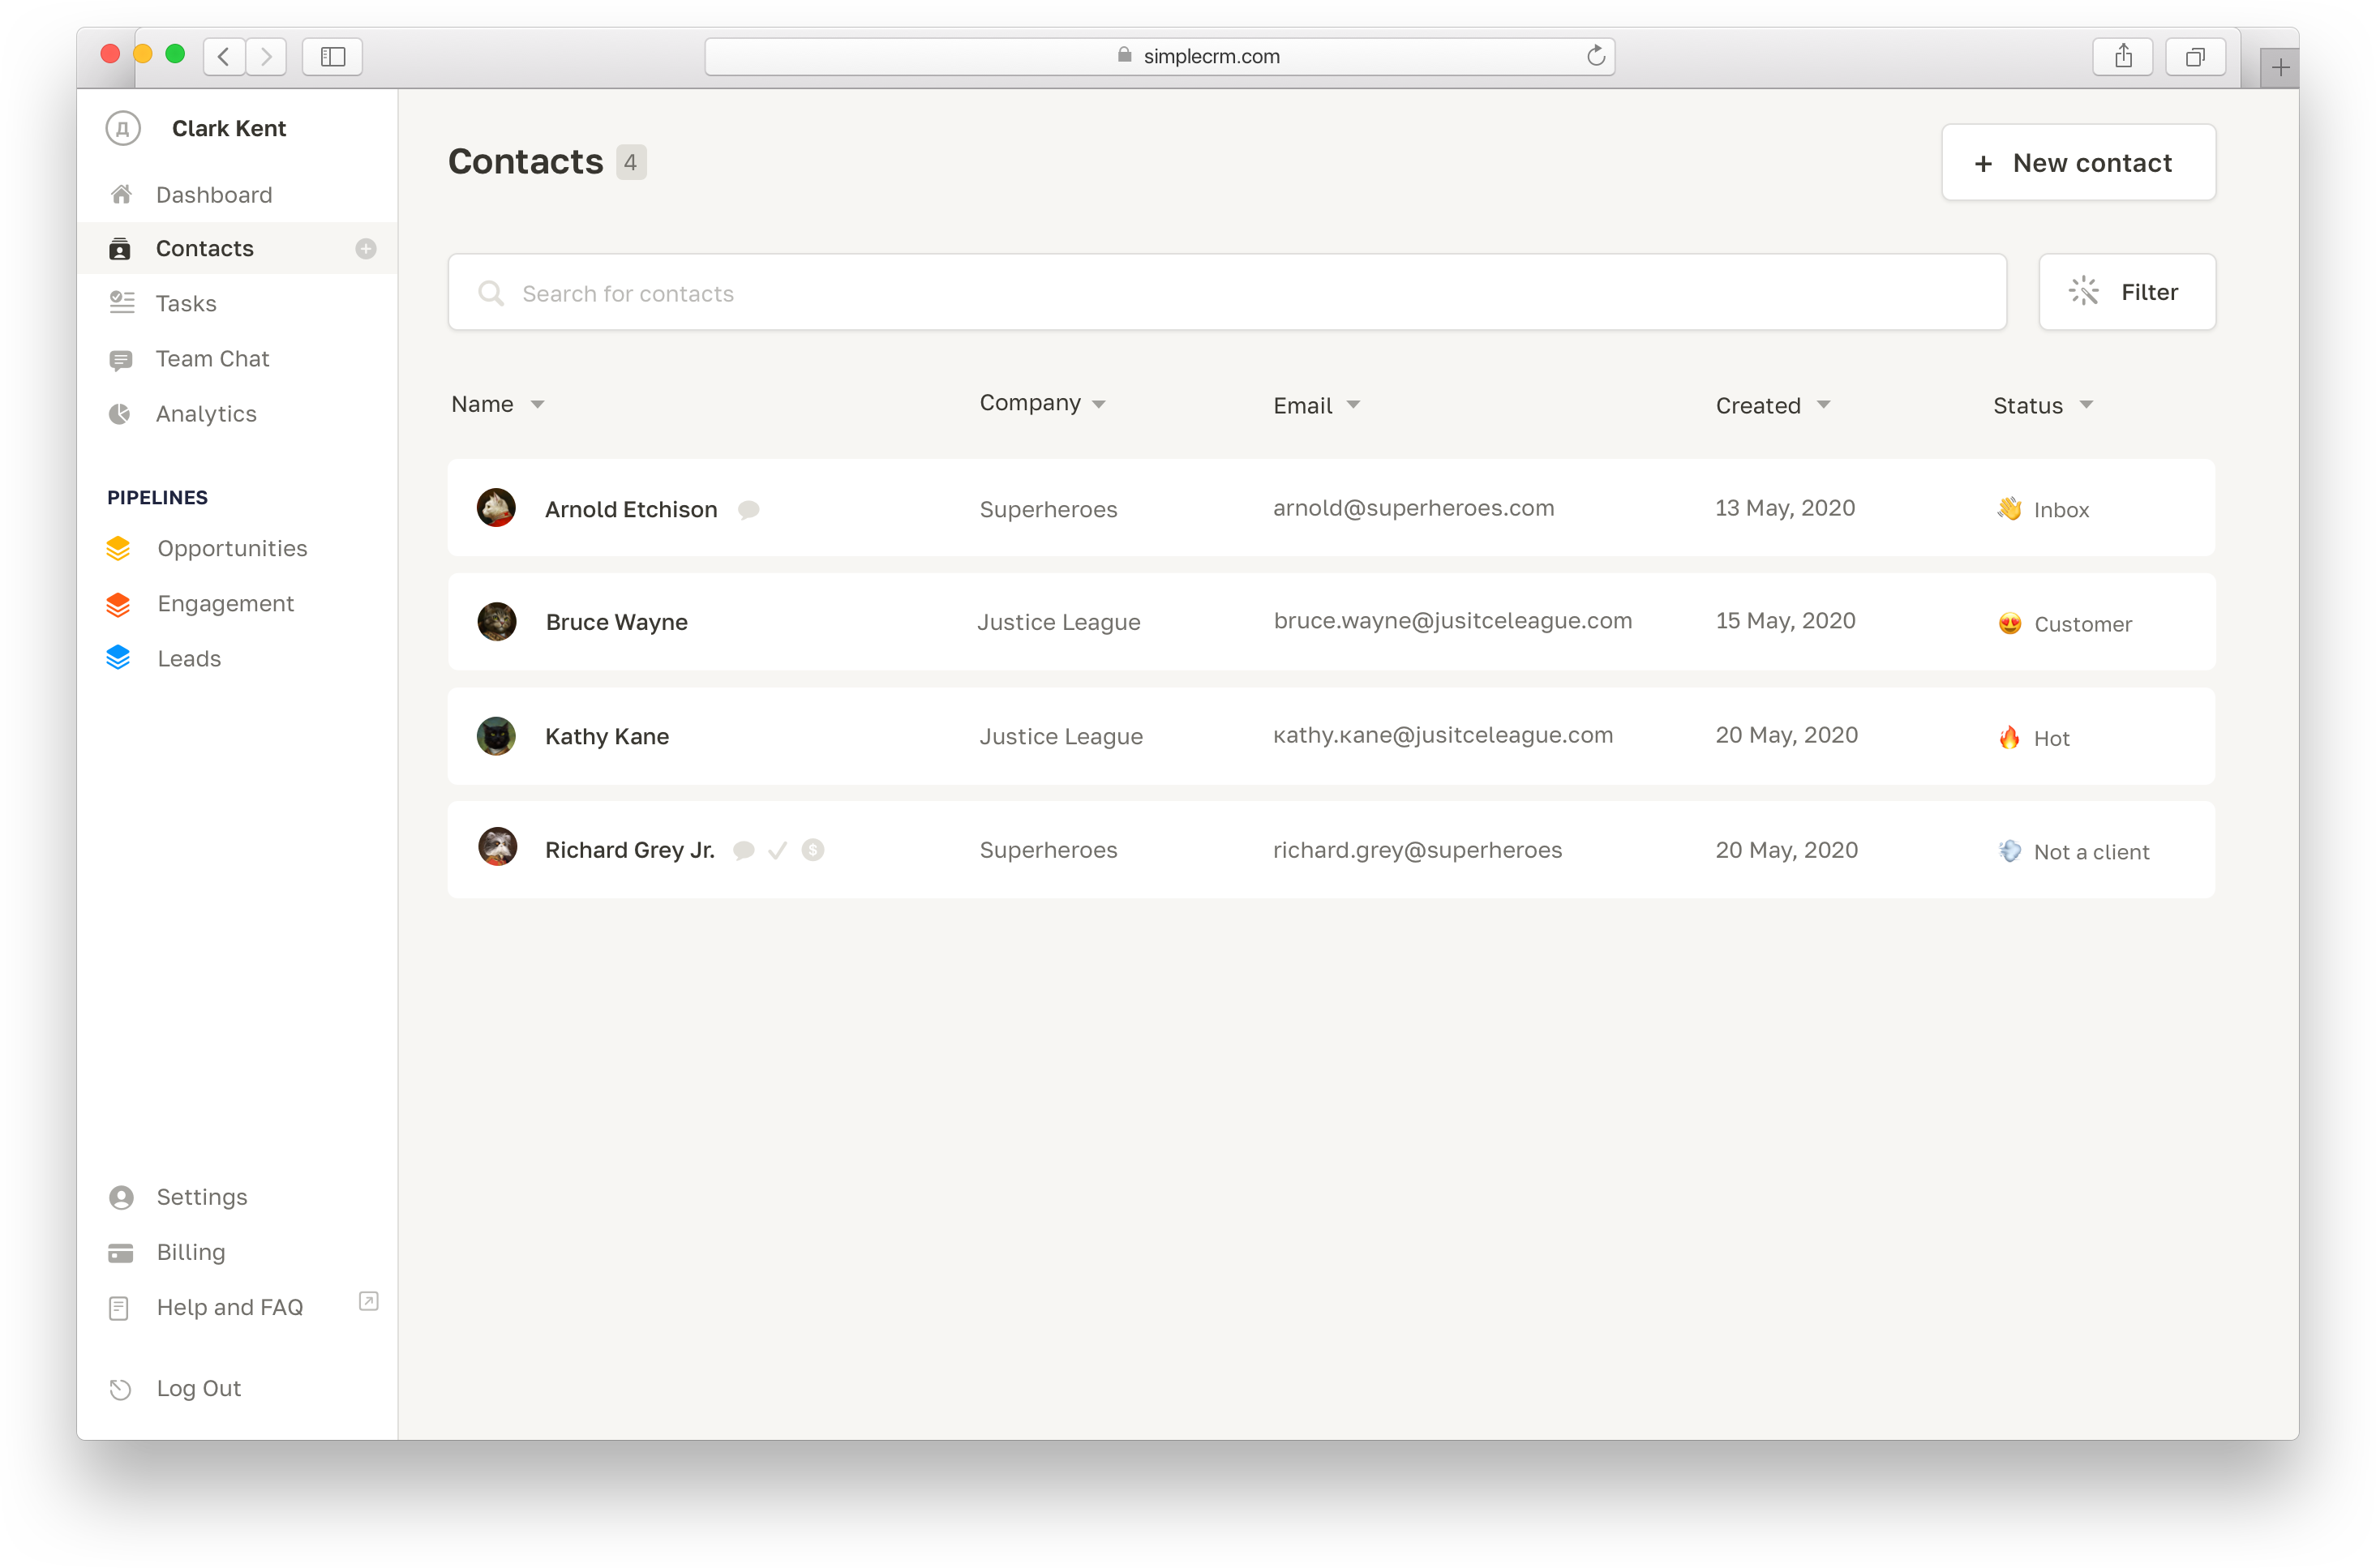 simplecrm.com
Д Clark Kent
Dashboard
Contacts
Tasks
Team Chat
Analytics
PIPELINES
Opportunities
Engagement
Leads
Settings
Billing
Help and FAQ
Log Out
Contacts 4
+ New contact
Search for contacts
Filter
Name Company Email Created Status
Arnold Etchison Superheroes arnold@superheroes.com 13 May, 2020 👋 Inbox
Bruce Wayne Justice League bruce.wayne@jusitceleague.com 15 May, 2020 😍 Customer
Kathy Kane Justice League кathy.кane@jusitceleague.com 20 May, 2020 🔥 Hot
Richard Grey Jr. $ Superheroes richard.grey@superheroes 20 May, 2020 💨 Not a client